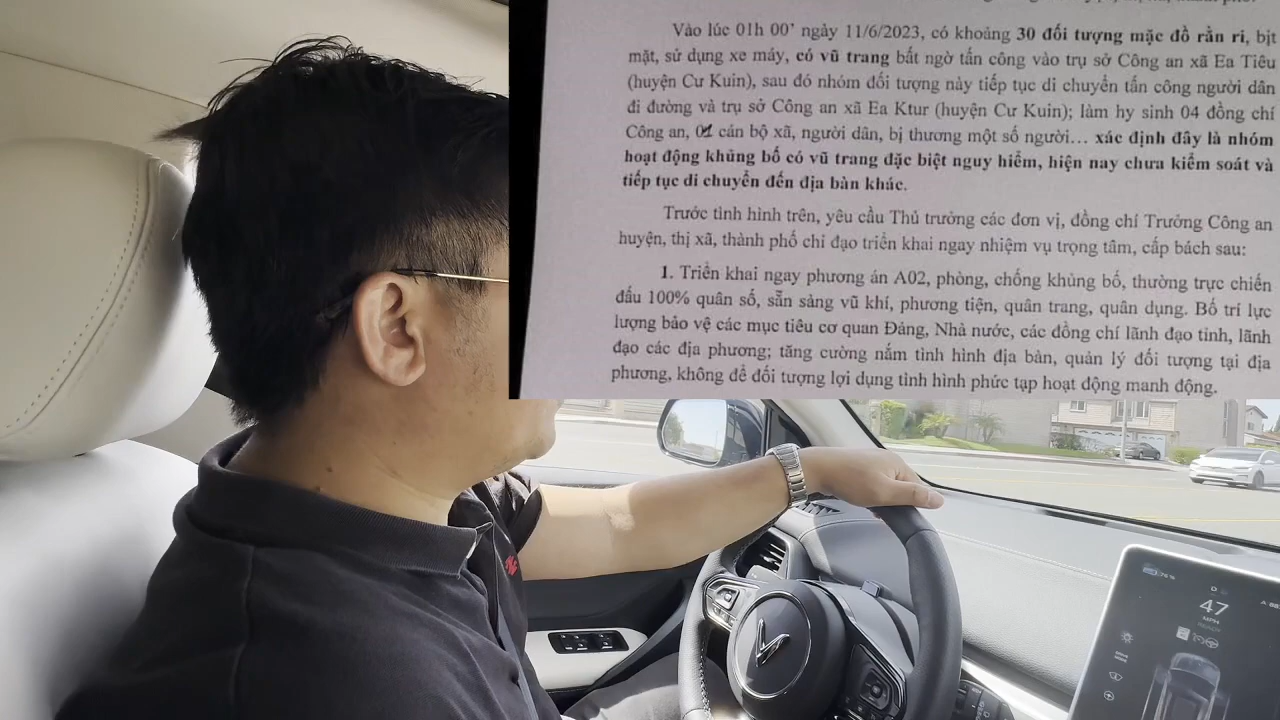 Vào lúc 01h 00' ngày 11/6/2023, có khoảng 30 đối tượng mặc đồ rằn ri, bịt
mặt, sử dụng xe máy, có vũ trang bất ngờ tấn công vào trụ sở Công an xã Ea Tiêu
(huyện Cư Kuin), sau đó nhóm đối tượng này tiếp tục di chuyển tấn công người dân
đi đường và trụ sở Công an xã Ea Ktur (huyện Cư Kuin); làm hy sinh 04 đồng chí
Công an, cán bộ xã, người dân, bị thương một số người... xác định đây là nhóm
hoạt động khủng bố có vũ trang đặc biệt nguy hiểm, hiện nay chưa kiểm soát và
tiếp tục di chuyển đến địa bàn khác.
Trước tình hình trên, yêu cầu Thủ trưởng các đơn vị, đồng chí Trưởng Công an
huyện, thị xã, thành phố chỉ đạo triển khai ngay nhiệm vụ trọng tâm, cấp bách sau:
1. Triển khai ngay phương án A02, phòng, chống khủng bố, thường trực chiến
đấu 100% quân số, sẵn sàng vũ khí, phương tiện, quân trang, quân dụng. Bố trí lực
lượng bảo vệ các mục tiêu cơ quan Đảng, Nhà nước, các đồng chí lãnh đạo tỉnh, lãnh
đạo các địa phương; tăng cường nắm tình hình địa bàn, quản lý đối tượng tại địa
phương, không để đối tượng lợi dụng tình hình phức tạp hoạt động manh động.
76 %
D
47
MPH
READY